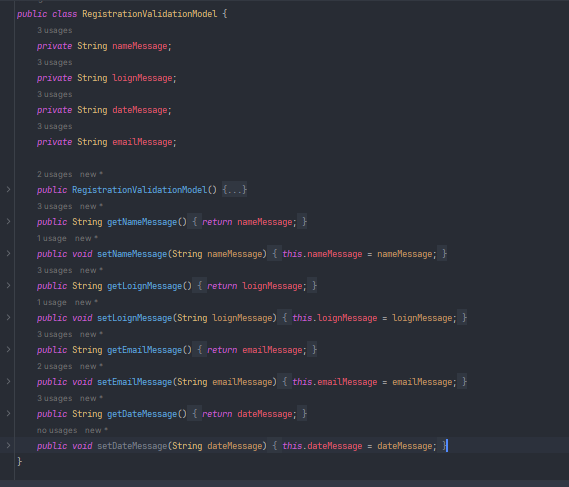 public class RegistrationValidationModel {
3 usages
private String nameMessage;
3 usages
private String loignMessage;
3 usages
private String dateMessage;
3 usages
private String emailMessage;
2 usages new *
public RegistrationValidationModel() {...}
3 usages new *
public String getNameMessage() { return nameMessage; }
1 usage new *
public void setNameMessage(String nameMessage) { this.nameMessage = nameMessage; }
3 usages new *
public String getLoignMessage() { return loignMessage; }
1 usage new *
public void setLoignMessage(String loignMessage) { this.loignMessage = loignMessage; }
3 usages new *
public String getEmailMessage() { return emailMessage; }
2 usages new *
public void setEmailMessage(String emailMessage) { this.emailMessage = emailMessage; }
3 usages new *
public String getDateMessage() { return dateMessage; }
no usages new *
public void setDateMessage(String dateMessage) { this.dateMessage = dateMessage; }
}